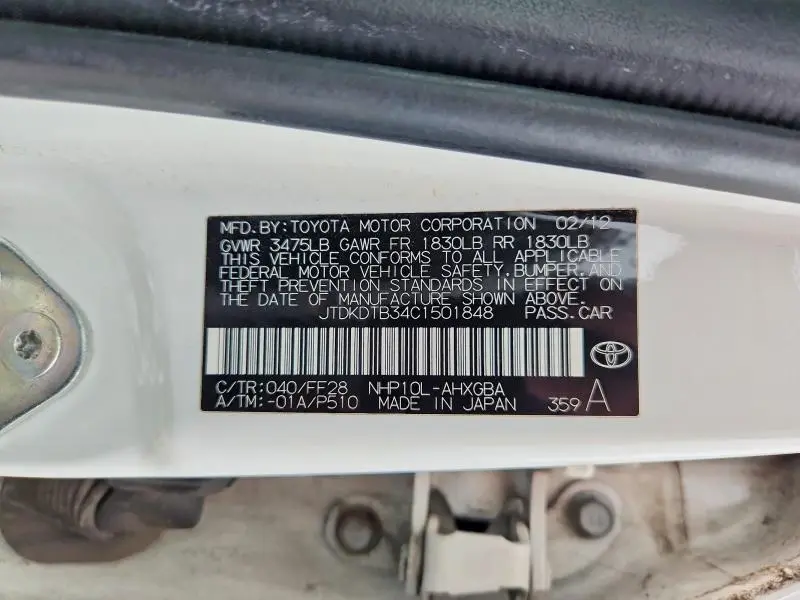 MFD.BY:TOYOTA MOTOR CORPORATION 02/12
GVWR 3475LB GAWR FR 1830LB RR 1830LB
THIS VEHICLE CONFORMS TO ALL APPLICABLE
FEDERAL MOTOR VEHICLE SAFETY,BUMPER,AND
THEFT PREVENTION STANDARDS IN EFFECT ON
THE DATE OF MANUFACTURE SHOWN ABOVE.
JTDKDTB34C1501848 PASS.CAR
C/TR:040/FF28 NHP10L-AHXGBA
A/TM:-01A/P510 MADE IN JAPAN 359 A